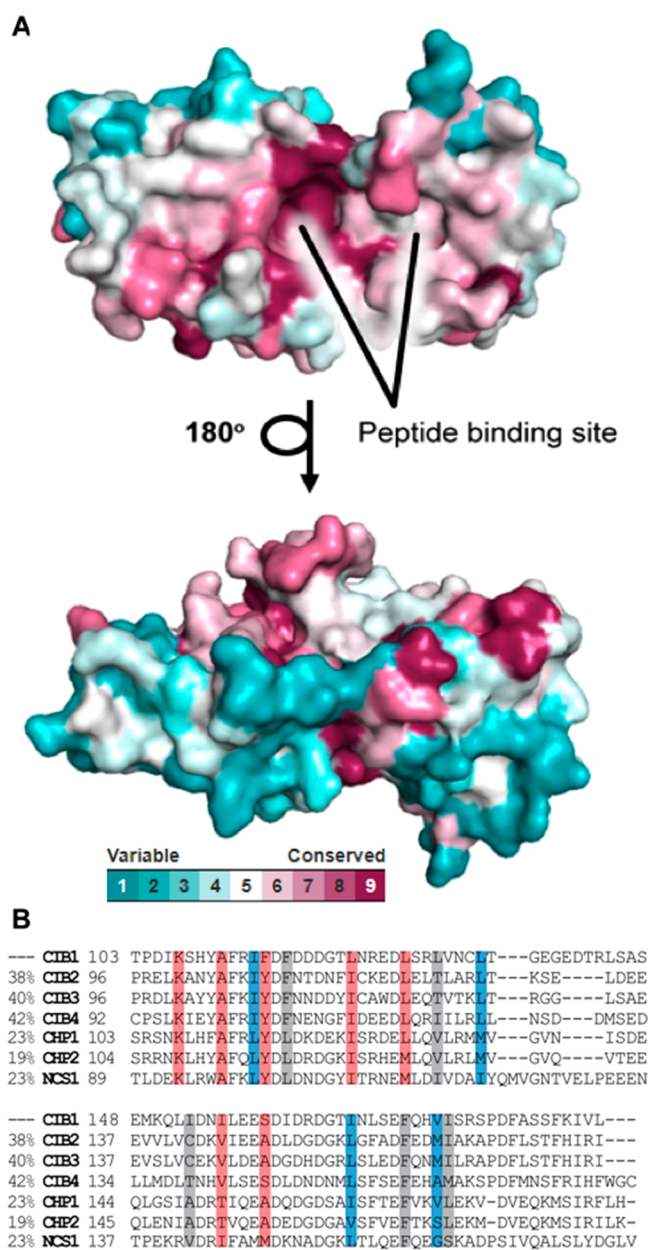 A
180° Peptide binding site
Variable Conserved
1 2 3 4 5 6 7 8 9
B
--- CIB1 103 TPDIKSHYAFRIFDFDDDGTLNREDLSRLVNCLT---GEGEDTRLSAS
38% CIB2 96 PRELKANYAFKIYDFNTDNFICKEDLELTLARLT---KSE----LDEE
40% CIB3 96 PRDLKAYYAFKIYDFNNDDYICAWDLEQTVTKLT---RGG----LSAE
42% CIB4 92 CPSLKIEYAFRIYDFNENGFIDEEDLQRIILRLL---NSD---DMSED
23% CHP1 103 SRSNKLHFAFRLYDLDKDEKISRDELLQVLRMMV---GVN----ISDE
19% CHP2 104 SRRNKLHYAFQLYDLDRDGKISRHEMLQVLRLMV---GVQ----VTEE
23% NCS1 89 TLDEKLRWAFKLYDLDNDGYITRNEMLDIVDAIYQMVGNTVELPEEEN
--- CIB1 148 EMKQLIDNILEESDIDRDGTINLSEFQHVISRSPDFASSFKIVL---
38% CIB2 137 EVVLVCDKVIEEADLDGDGKLGFADFEDMIAKAPDFLSTFHIRI---
40% CIB3 137 EVSLVCEKVLDEADGDHDGRLSLEDFQNMILRAPDFLSTFHIRI---
42% CIB4 134 LLMDLTNHVLSESDLDNDNMLSFSEFEHAMAKSPDFMNSFRIHFWGC
23% CHP1 144 QLGSIADRTIQEADQDGDSAISFTEFVKVLEKV-DVEQKMSIRFLH-
19% CHP2 145 QLENIADRTVQEADEDGDGAVSFVEFTKSLEKM-DVEQKMSIRILK-
23% NCS1 137 TPEKRVDRIFAMMDKNADGKLTLQEFQEGSKADPSIVQALSLYDGLV